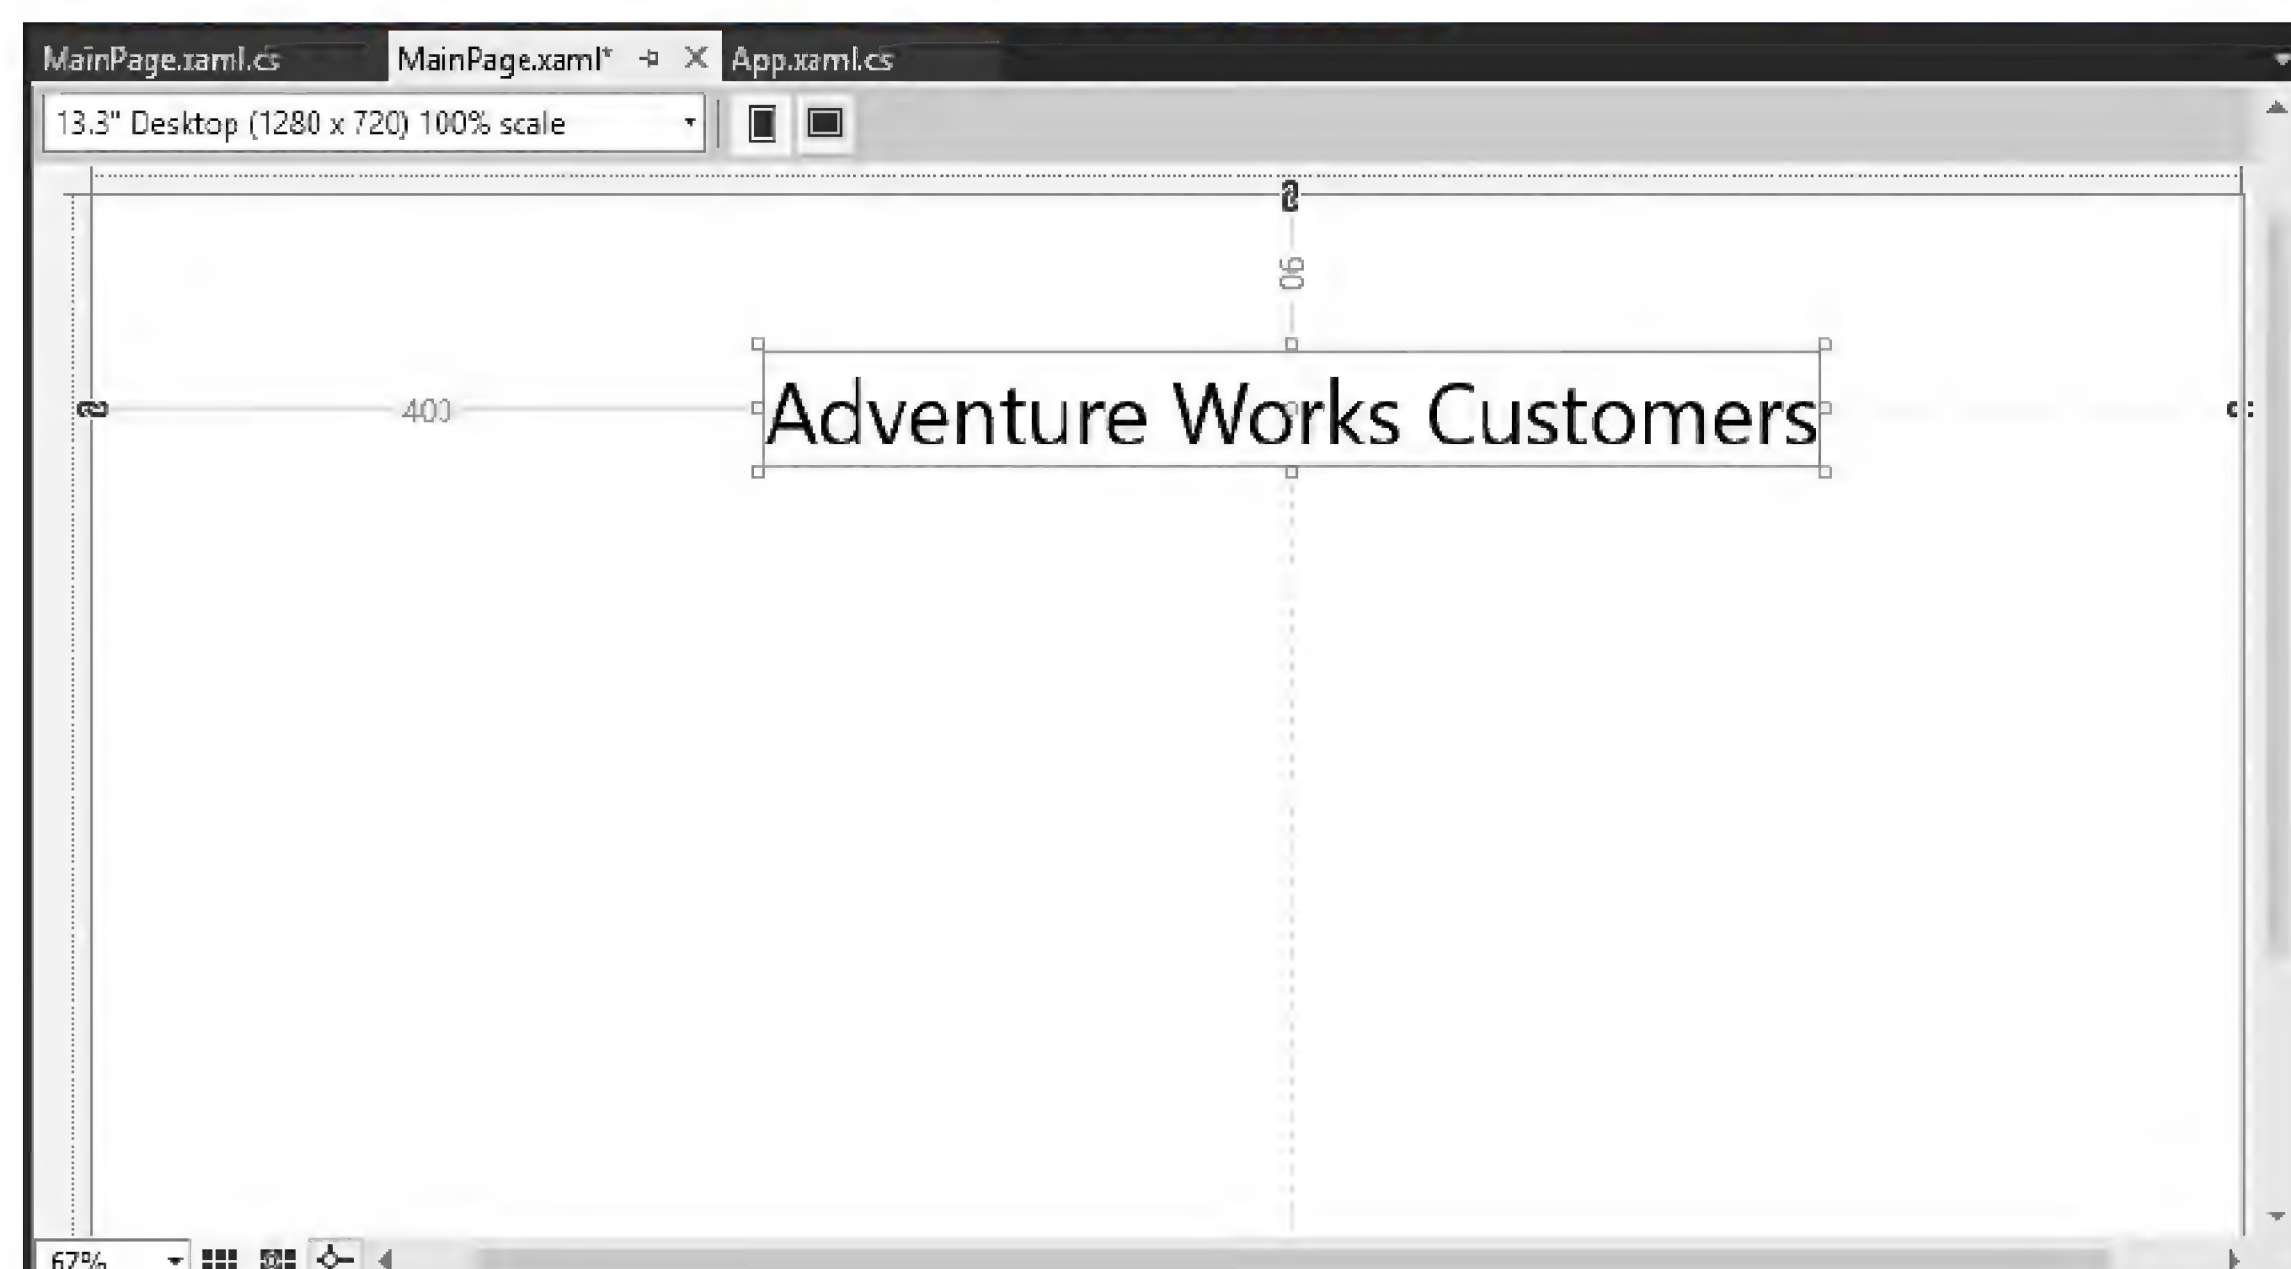 MainPage.xaml.cs MainPage.xaml* App.xaml.cs
13.3" Desktop (1280 x 720) 100% scale
90
400
Adventure Works Customers
67%